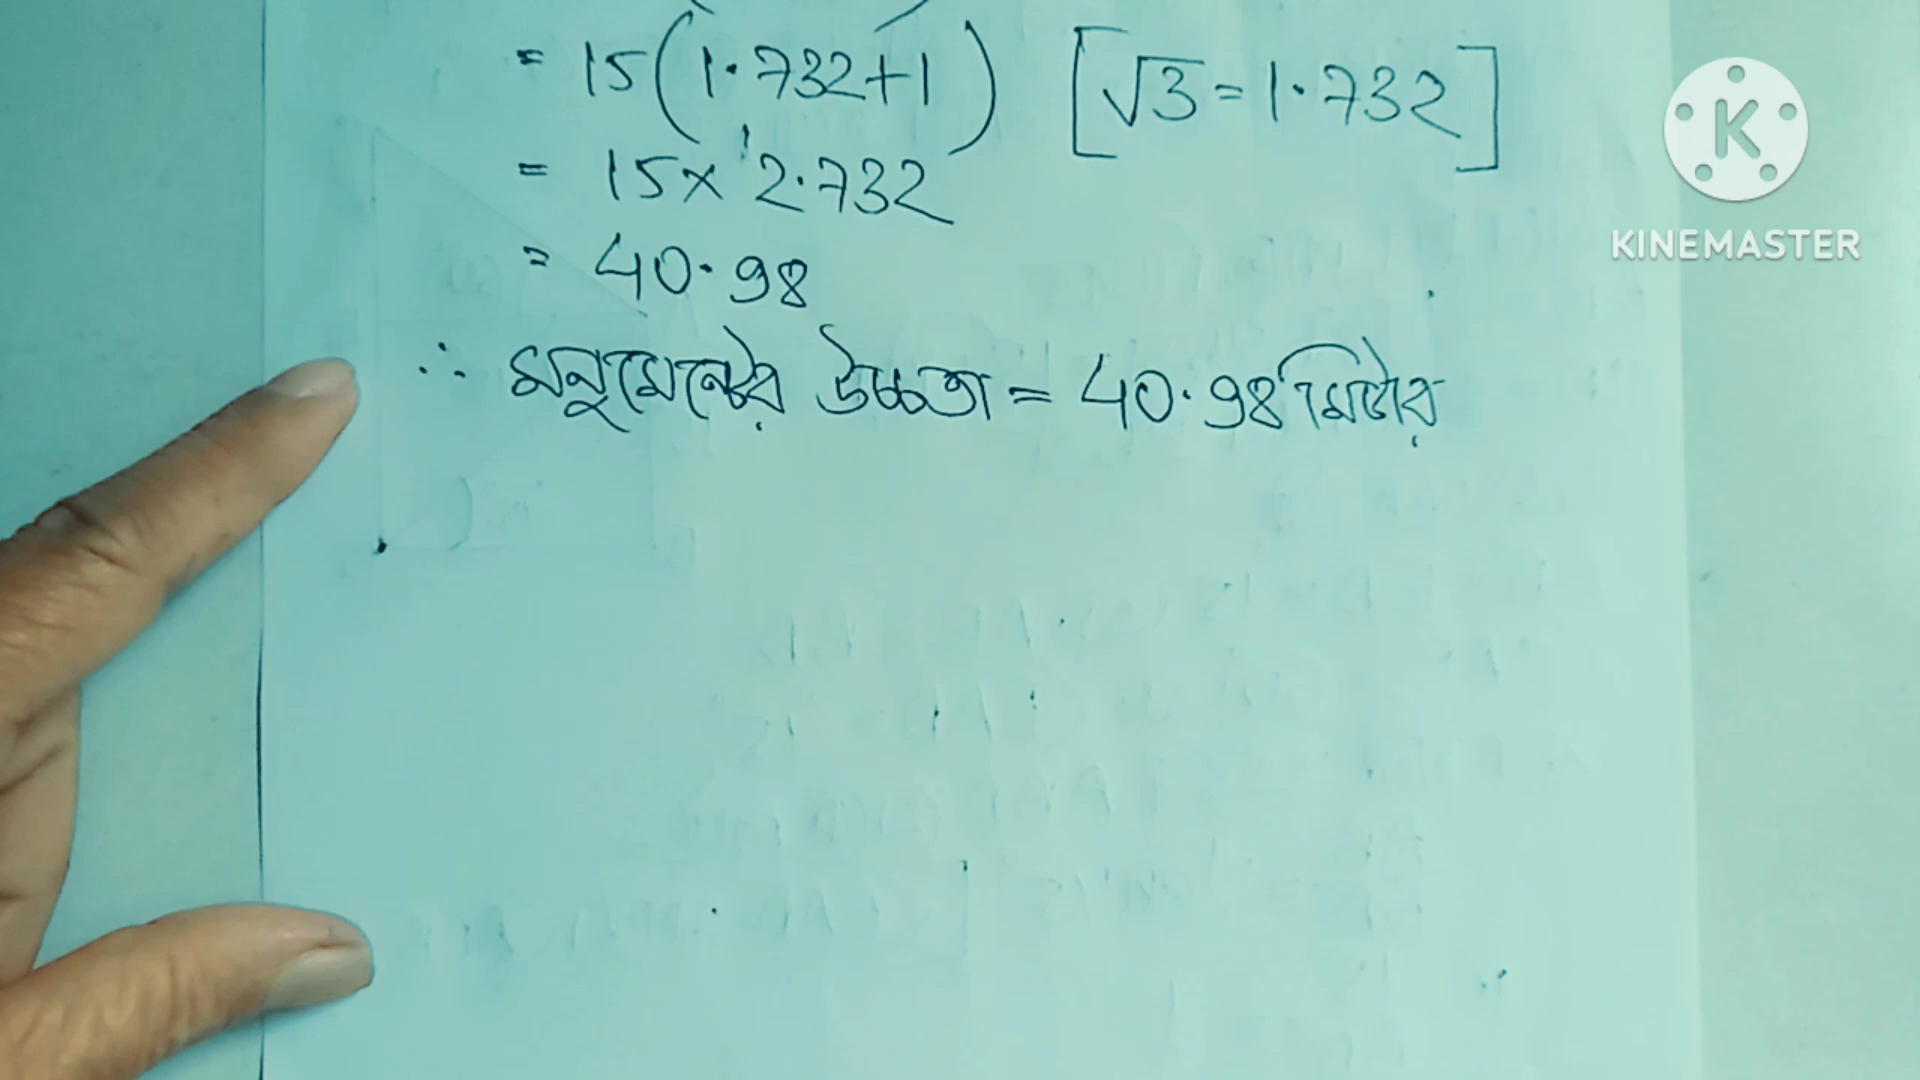 = 15(1.732+1) [√3=1.732]
= 15× 2.732
= 40.98
∴ মনুমেন্টের উচ্চতা = 40.98 মিটার
K
KINEMASTER